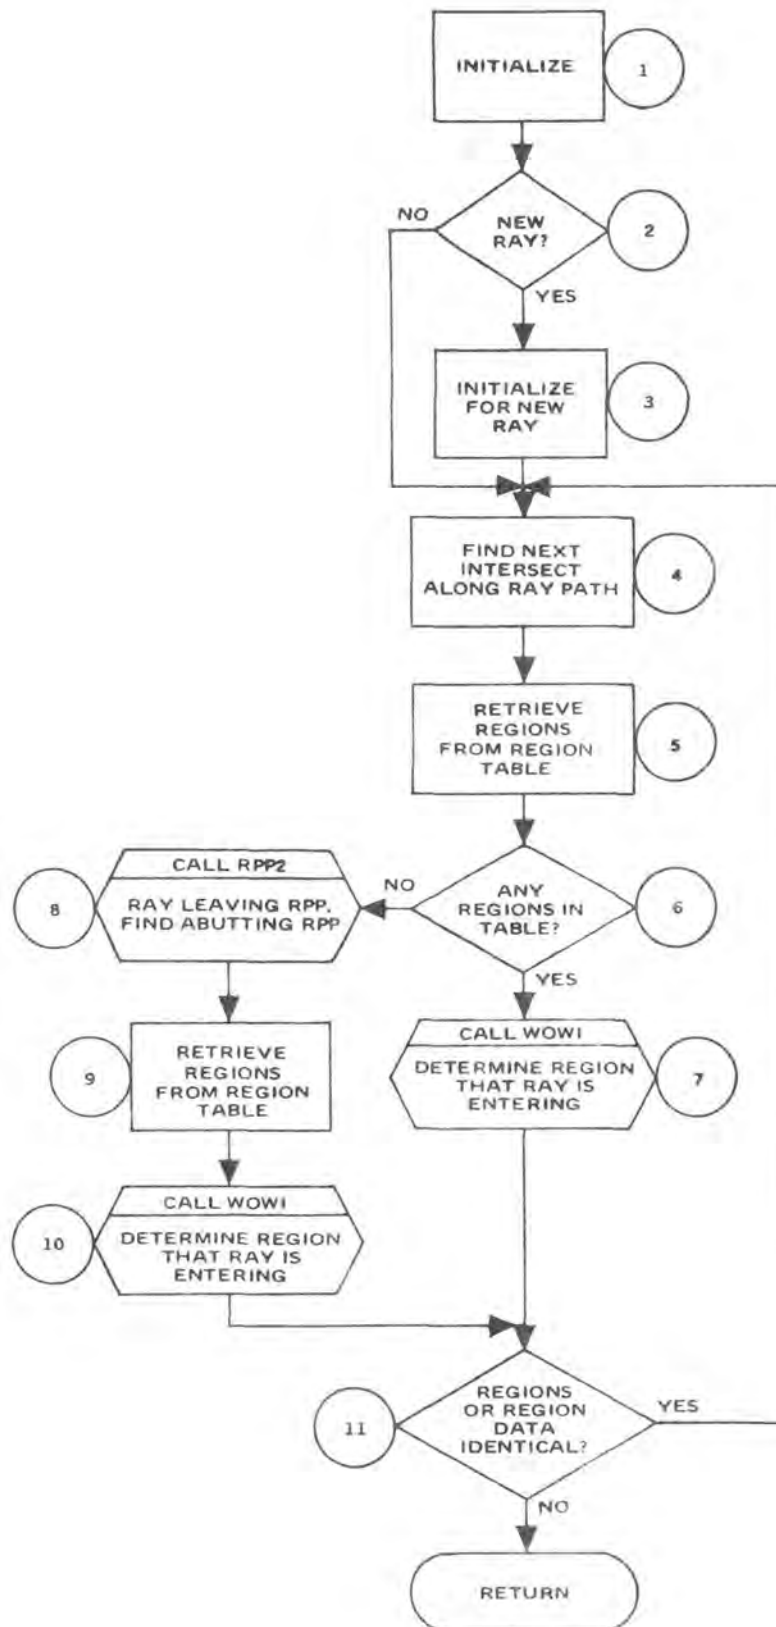 INITIALIZE
1
NEW
RAY?
2
NO
YES
INITIALIZE
FOR NEW
RAY
3
FIND NEXT
INTERSECT
ALONG RAY PATH
4
RETRIEVE
REGIONS
FROM REGION
TABLE
5
ANY
REGIONS IN
TABLE?
6
NO
YES
CALL RPP2
RAY LEAVING RPP,
FIND ABUTTING RPP
8
CALL WOWI
DETERMINE REGION
THAT RAY IS
ENTERING
7
RETRIEVE
REGIONS
FROM REGION
TABLE
9
CALL WOWI
DETERMINE REGION
THAT RAY IS
ENTERING
10
REGIONS
OR REGION
DATA
IDENTICAL?
11
YES
NO
RETURN